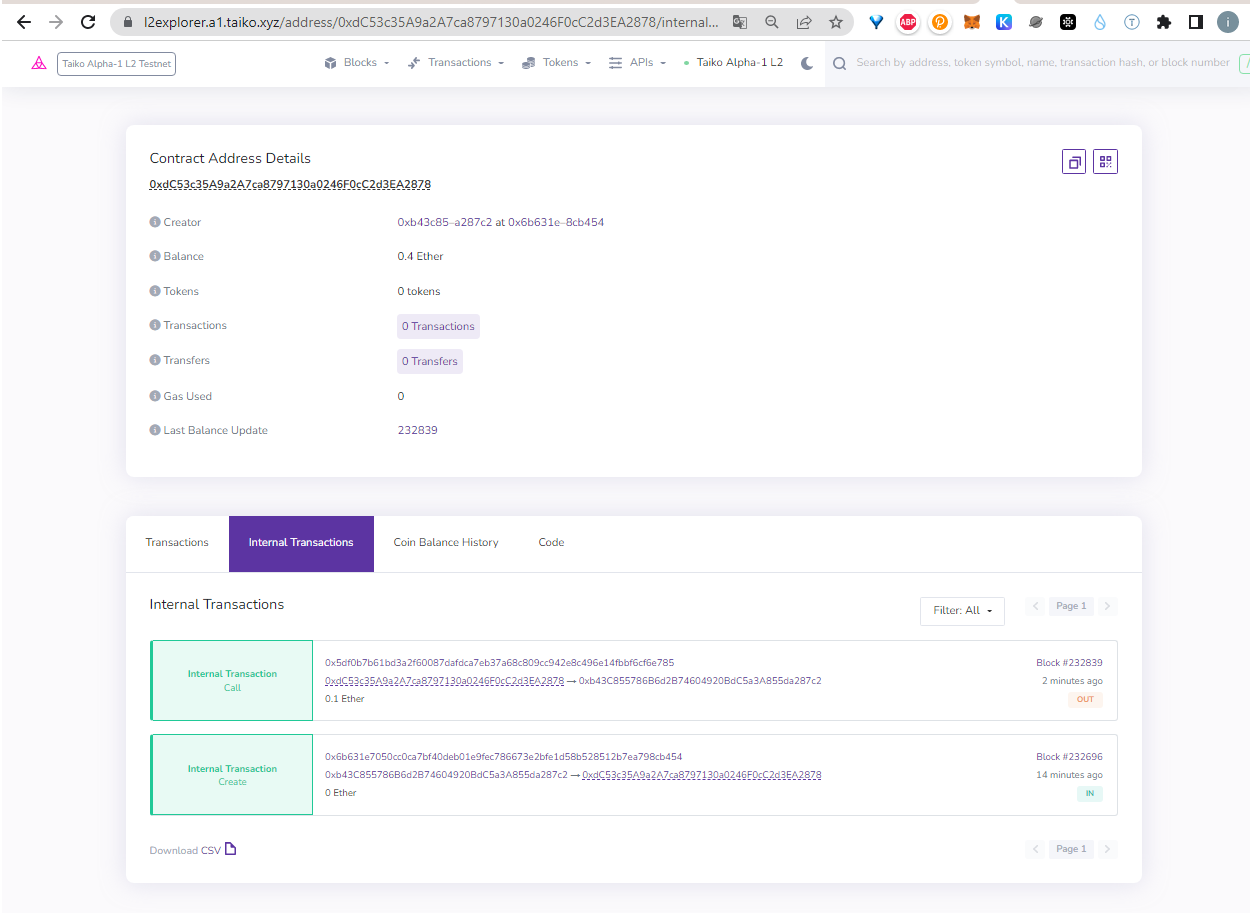 l2explorer.a1.taiko.xyz/address/0xdC53c35A9a2A7ca8797130a0246F0cC2d3EA2878/internal...
ABP
K
T
i
Taiko Alpha-1 L2 Testnet
Blocks
Transactions
Tokens
APIs
Taiko Alpha-1 L2
Search by address, token symbol, name, transaction hash, or block number
/
Contract Address Details
0xdC53c35A9a2A7ca8797130a0246F0cC2d3EA2878
Creator
0xb43c85–a287c2 at 0x6b631e–8cb454
Balance
0.4 Ether
Tokens
0 tokens
Transactions
0 Transactions
Transfers
0 Transfers
Gas Used
0
Last Balance Update
232839
Transactions
Internal Transactions
Coin Balance History
Code
Internal Transactions
Filter: All
Page 1
Internal Transaction
Call
0x5df0b7b61bd3a2f60087dafdca7eb37a68c809cc942e8c496e14fbbf6cf6e785
0xdC53c35A9a2A7ca8797130a0246F0cC2d3EA2878 → 0xb43C855786B6d2B74604920BdC5a3A855da287c2
0.1 Ether
Block #232839
2 minutes ago
OUT
Internal Transaction
Create
0x6b631e7050cc0ca7bf40deb01e9fec786673e2bfe1d58b528512b7ea798cb454
0xb43C855786B6d2B74604920BdC5a3A855da287c2 → 0xdC53c35A9a2A7ca8797130a0246F0cC2d3EA2878
0 Ether
Block #232696
14 minutes ago
IN
Download CSV
Page 1